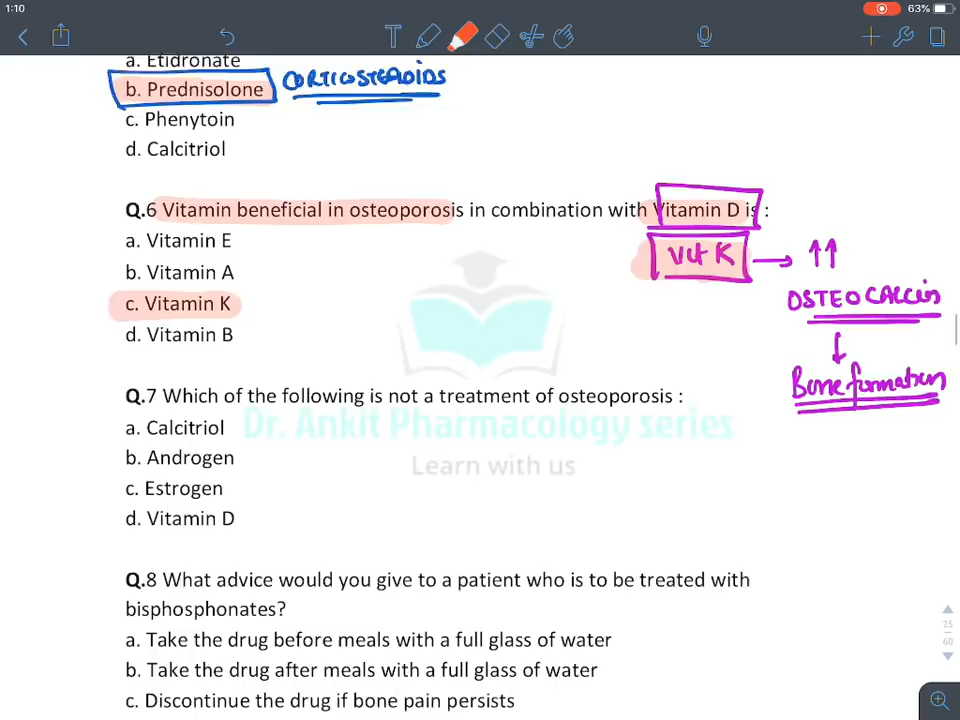 1:10
63%
T
a. Etidronate
b. Prednisolone CORTICOSTEROIDS
c. Phenytoin
d. Calcitriol
Q.6 Vitamin beneficial in osteoporosis in combination with Vitamin D is :
a. Vitamin E
Vit K → ↑↑
b. Vitamin A
c. Vitamin K
OSTEOCALCIN
d. Vitamin B
↓
Bone formation
Q.7 Which of the following is not a treatment of osteoporosis :
a. Calcitriol
Dr. Ankit Pharmacology series
b. Androgen
Learn with us
c. Estrogen
d. Vitamin D
Q.8 What advice would you give to a patient who is to be treated with
bisphosphonates?
a. Take the drug before meals with a full glass of water
25
60
b. Take the drug after meals with a full glass of water
c. Discontinue the drug if bone pain persists